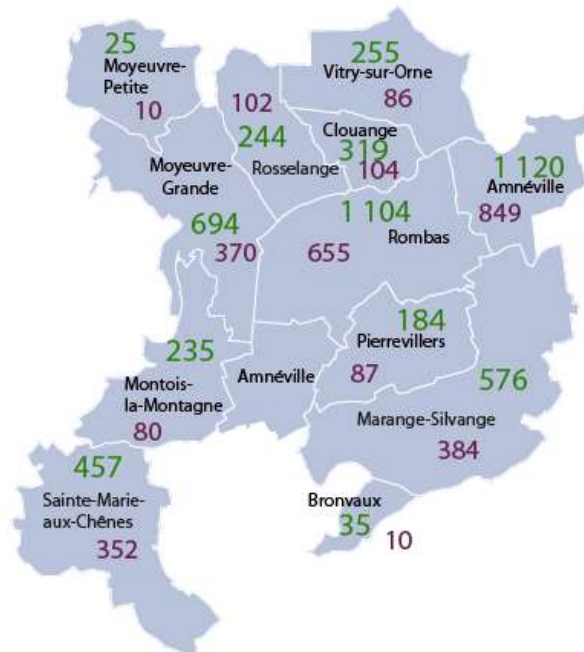 25
Moyeuvre-
Petite
10
255
Vitry-sur-Orne
86
102
244
Rosselange
Clouange
319
104
Moyeuvre-
Grande
694
370
1 120
Amnéville
849
1 104
Rombas
655
184
Pierrevillers
87
235
Montois-
la-Montagne
80
Amnéville
576
Marange-Silvange
384
457
Sainte-Marie-
aux-Chênes
352
Bronvaux
35
10